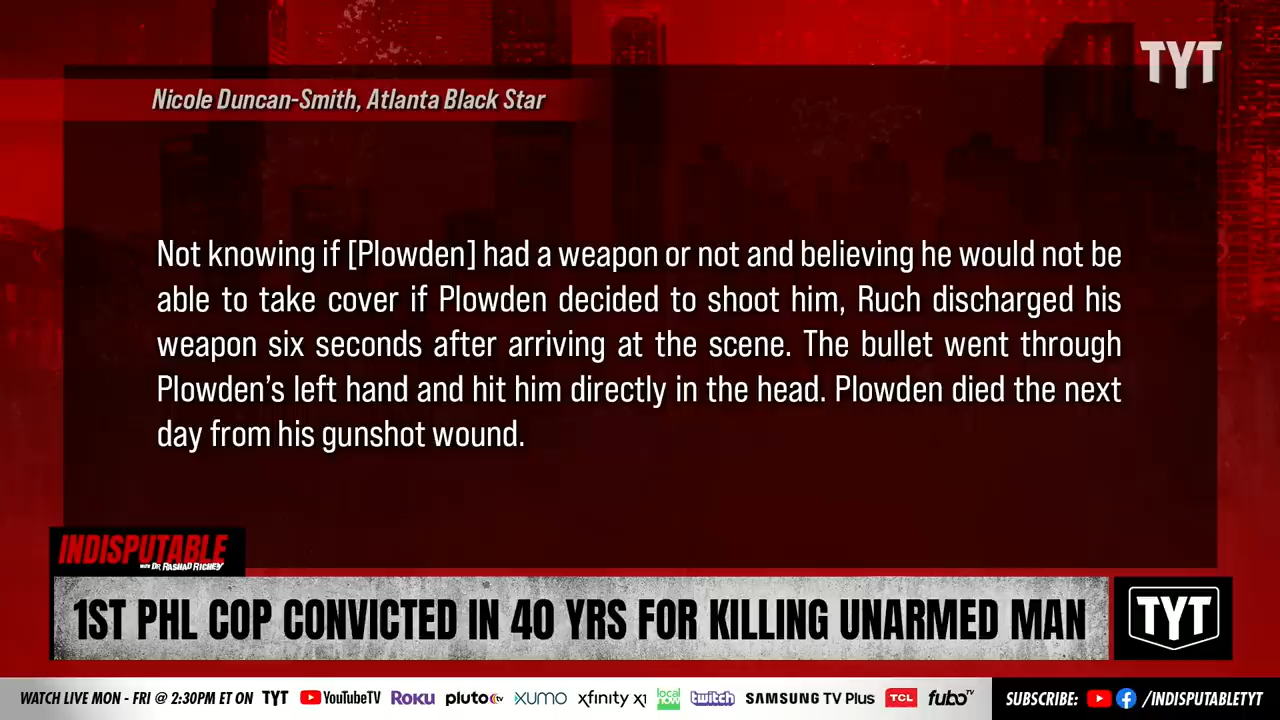 TYT
Nicole Duncan-Smith, Atlanta Black Star
Not knowing if [Plowden] had a weapon or not and believing he would not be
able to take cover if Plowden decided to shoot him, Ruch discharged his
weapon six seconds after arriving at the scene. The bullet went through
Plowden's left hand and hit him directly in the head. Plowden died the next
day from his gunshot wound.
INDISPUTABLE
WITH DR. RASHAD RICHEY
1ST PHL COP CONVICTED IN 40 YRS FOR KILLING UNARMED MAN
TYT
WATCH LIVE MON - FRI @ 2:30PM ET ON TYT YouTubeTV ROKU pluto tv XUMO xfinity x1 local now twitch SAMSUNG TV Plus TCL fubo TV SUBSCRIBE: /INDISPUTABLETYT